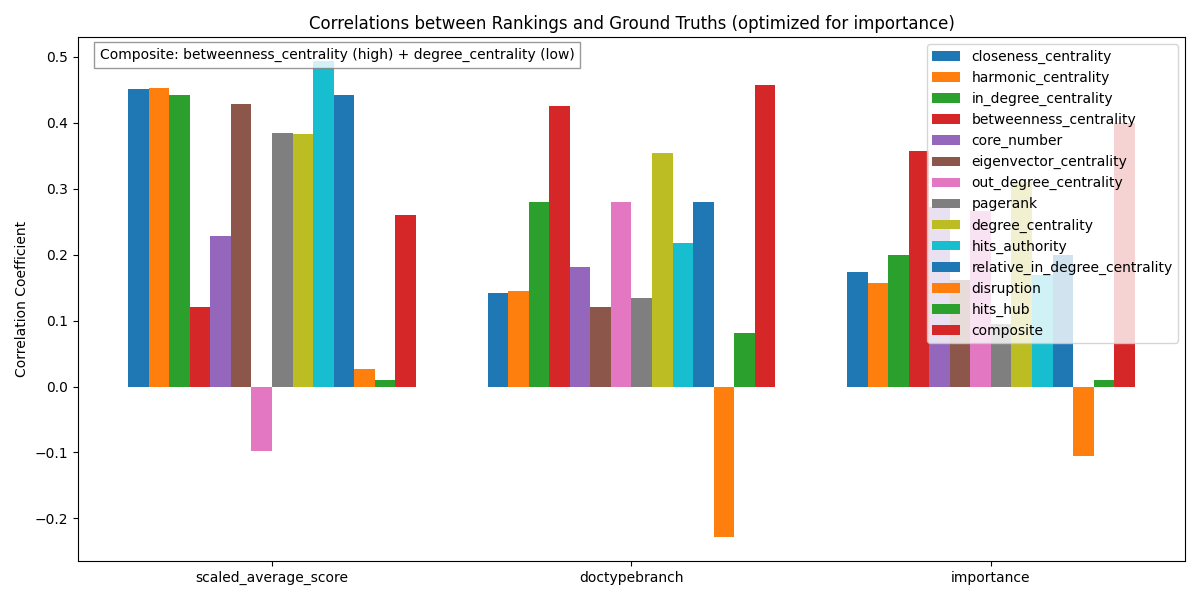 Correlations between Rankings and Ground Truths (optimized for importance)
Composite: betweenness_centrality (high) + degree_centrality (low)
closeness_centrality
harmonic_centrality
in_degree_centrality
betweenness_centrality
core_number
eigenvector_centrality
out_degree_centrality
pagerank
degree_centrality
hits_authority
relative_in_degree_centrality
disruption
hits_hub
composite
Correlation Coefficient
0.5
0.4
0.3
0.2
0.1
0.0
−0.1
−0.2
scaled_average_score
doctypebranch
importance